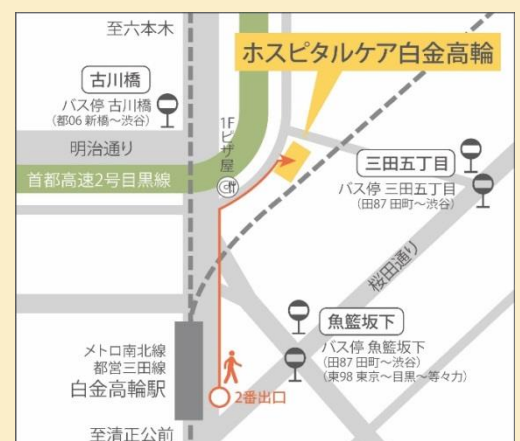 至六本木
ホスピタルケア白金高輪
古川橋
バス停 古川橋
（都06 新橋～渋谷）
明治通り
1Fピザ屋
首都高速2号目黒線
三田五丁目
バス停 三田五丁目
（田87 田町～渋谷）
桜田通り
魚籃坂下
バス停 魚籃坂下
（田87 田町～渋谷）
（東98 東京～目黒～等々力）
メトロ南北線
都営三田線
白金高輪駅
2番出口
至清正公前